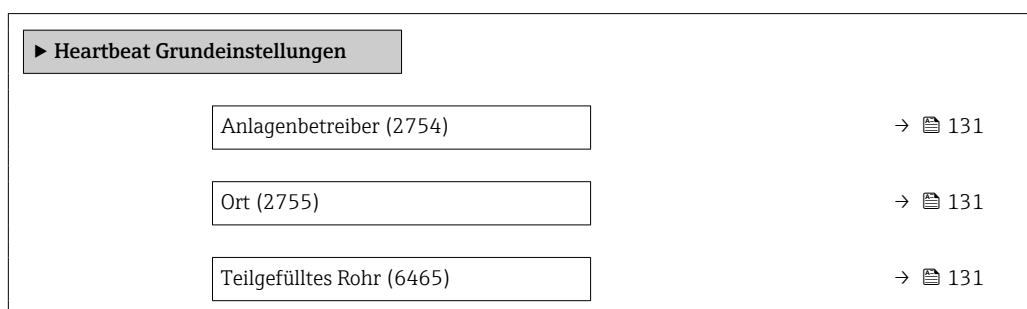 ▶ Heartbeat Grundeinstellungen
Anlagenbetreiber (2754) → 131
Ort (2755) → 131
Teilgefülltes Rohr (6465) → 131